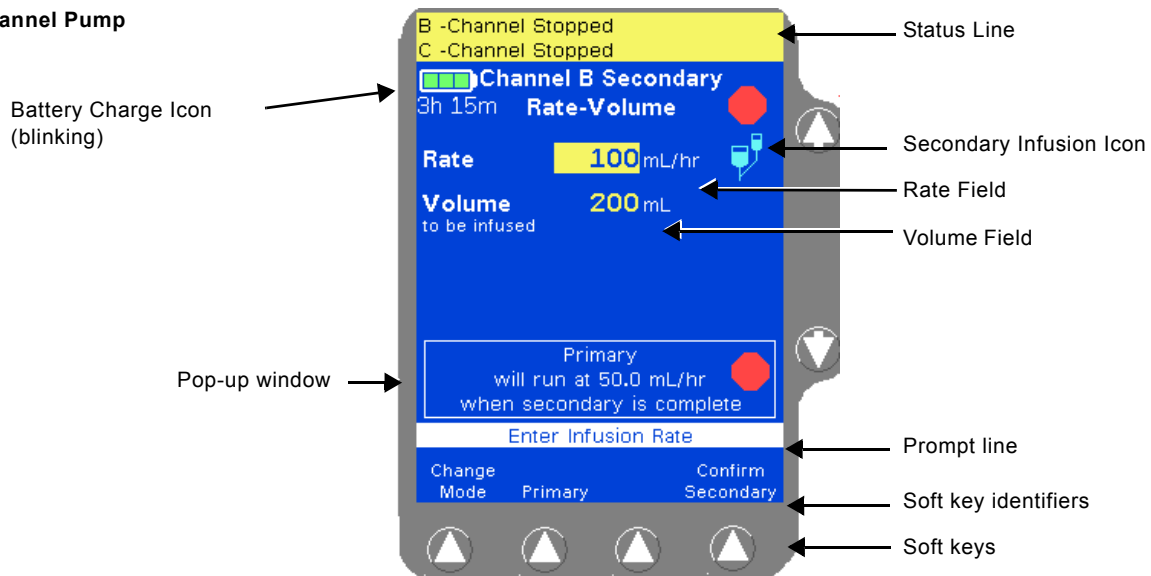 annel Pump
B -Channel Stopped
C -Channel Stopped
Status Line
Channel B Secondary
3h 15m Rate-Volume
Battery Charge Icon
(blinking)
Secondary Infusion Icon
Rate 100 mL/hr
Rate Field
Volume 200 mL
to be infused
Volume Field
Primary
will run at 50.0 mL/hr
when secondary is complete
Pop-up window
Enter Infusion Rate
Prompt line
Change Mode
Primary
Confirm Secondary
Soft key identifiers
Soft keys